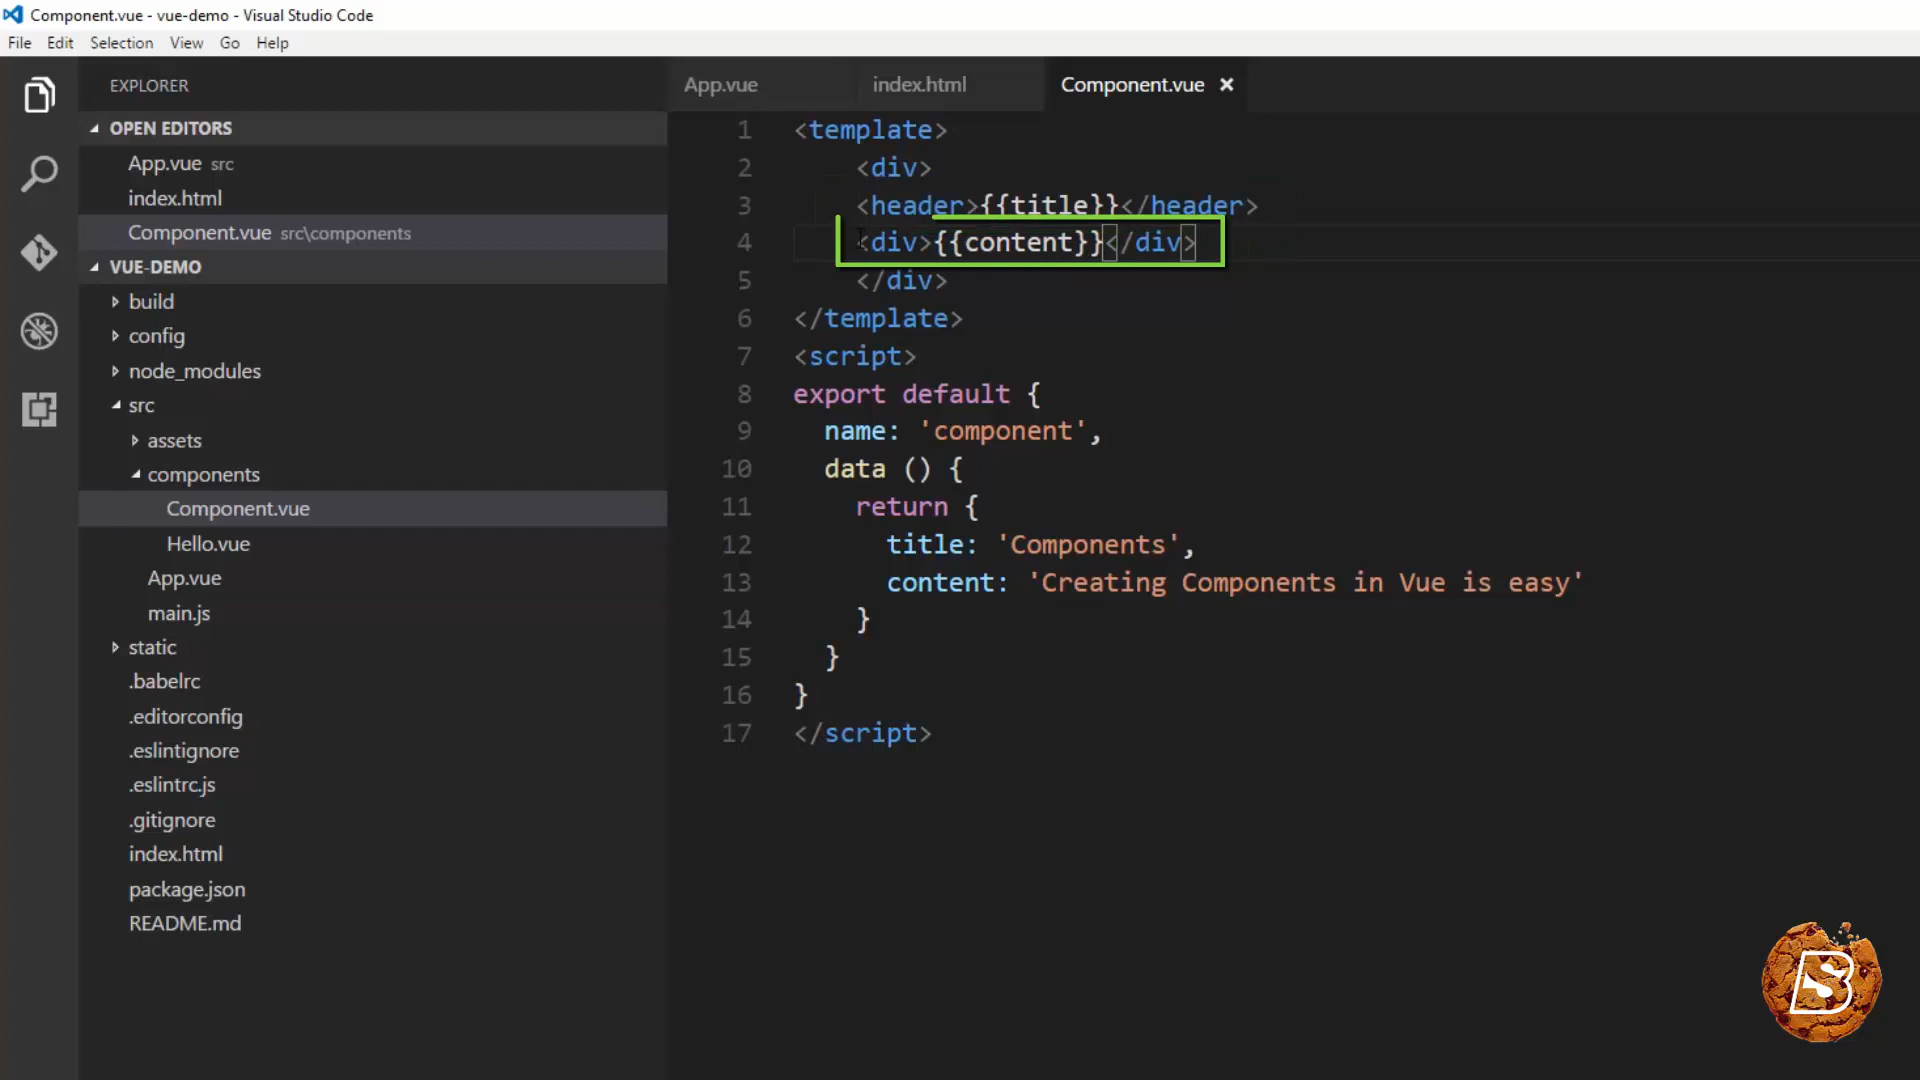 Component.vue - vue-demo - Visual Studio Code
File Edit Selection View Go Help
EXPLORER
OPEN EDITORS
App.vue src
index.html
Component.vue src\components
VUE-DEMO
build
config
node_modules
src
assets
components
Component.vue
Hello.vue
App.vue
main.js
static
.babelrc
.editorconfig
.eslintignore
.eslintrc.js
.gitignore
index.html
package.json
README.md
App.vue index.html Component.vue ×
1 <template>
2 <div>
3 <header>{{title}}</header>
4 <div>{{content}}</div>
5 </div>
6 </template>
7 <script>
8 export default {
9 name: 'component',
10 data () {
11 return {
12 title: 'Components',
13 content: 'Creating Components in Vue is easy'
14 }
15 }
16 }
17 </script>
BS